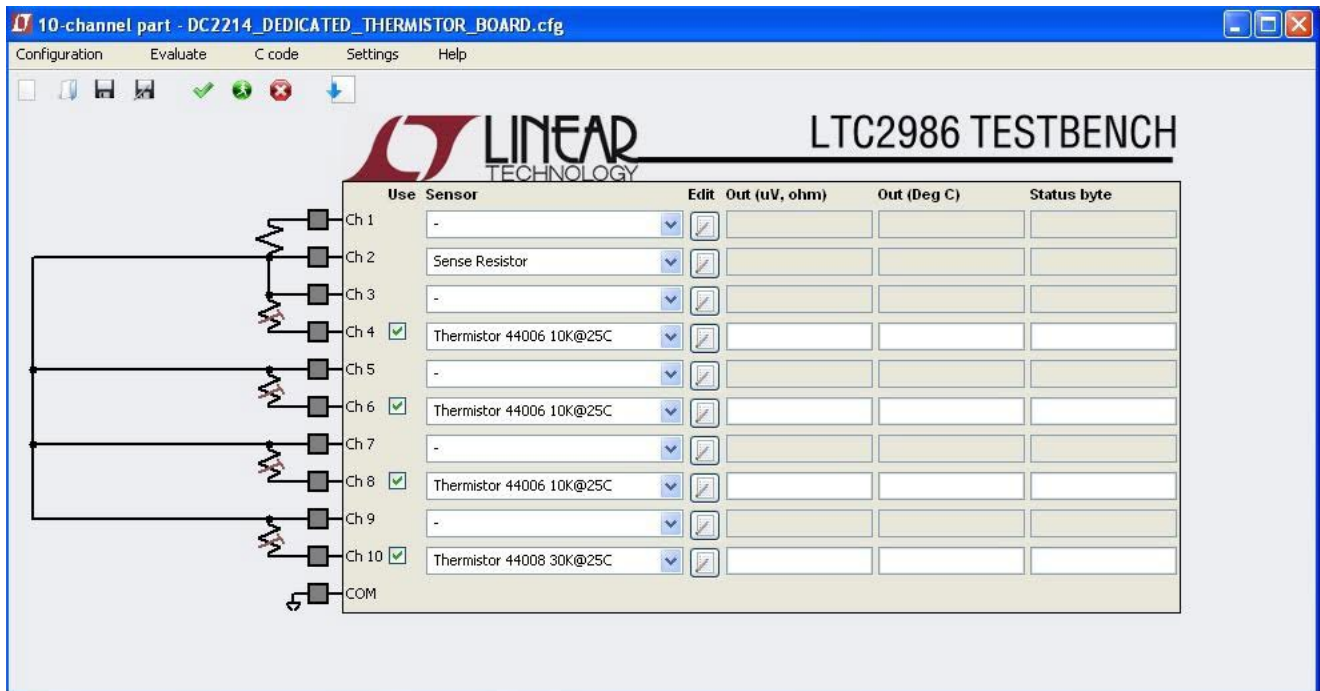 10-channel part - DC2214_DEDICATED_THERMISTOR_BOARD.cfg
Configuration Evaluate C code Settings Help
LINEAR TECHNOLOGY
LTC2986 TESTBENCH
Use Sensor Edit Out (uV, ohm) Out (Deg C) Status byte
Ch 1 -
Ch 2 Sense Resistor
Ch 3 -
Ch 4 Thermistor 44006 10K@25C
Ch 5 -
Ch 6 Thermistor 44006 10K@25C
Ch 7 -
Ch 8 Thermistor 44006 10K@25C
Ch 9 -
Ch 10 Thermistor 44008 30K@25C
COM